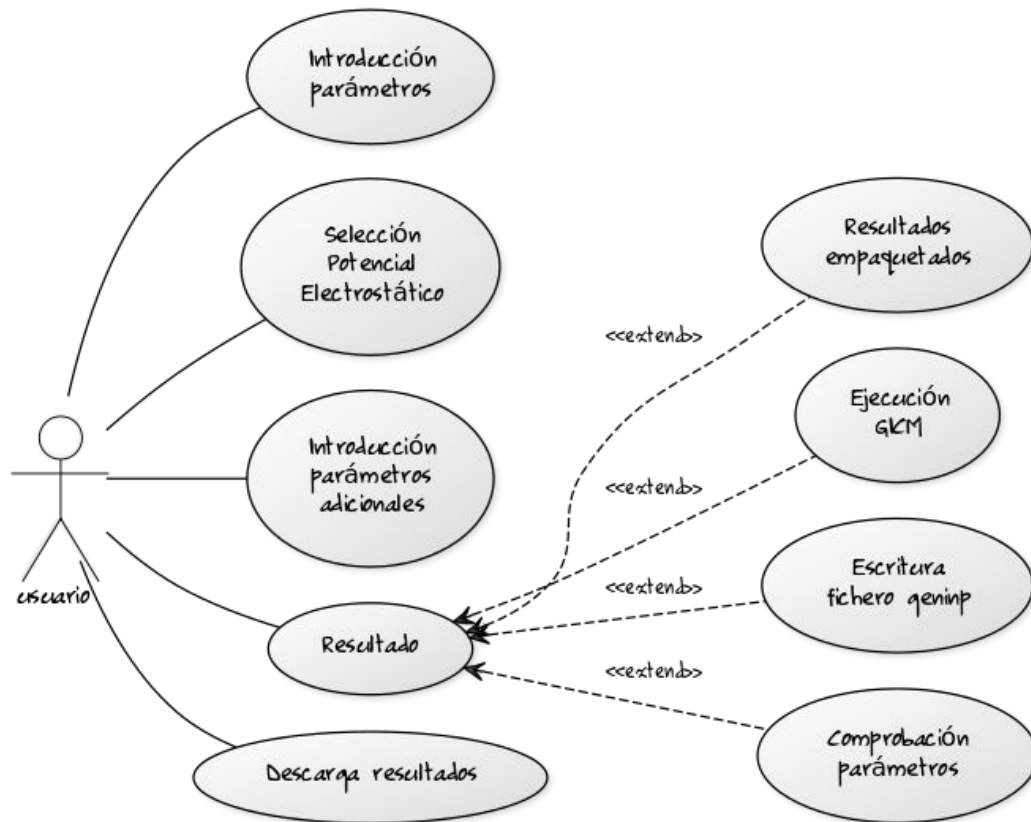 Introducción
parámetros
Selección
Potencial
Electrostático
Introducción
parámetros
adicionales
usuario
Resultado
Descarga resultados
<<extend>>
<<extend>>
<<extend>>
<<extend>>
Resultados
empaquetados
Ejecución
GICM
Escritura
fichero geninp
Comprobación
parámetros